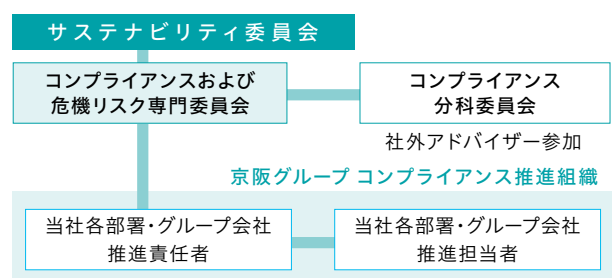 サステナビリティ委員会
コンプライアンスおよび
危機リスク専門委員会
コンプライアンス
分科委員会
社外アドバイザー参加
京阪グループ コンプライアンス推進組織
当社各部署・グループ会社
推進責任者
当社各部署・グループ会社
推進担当者